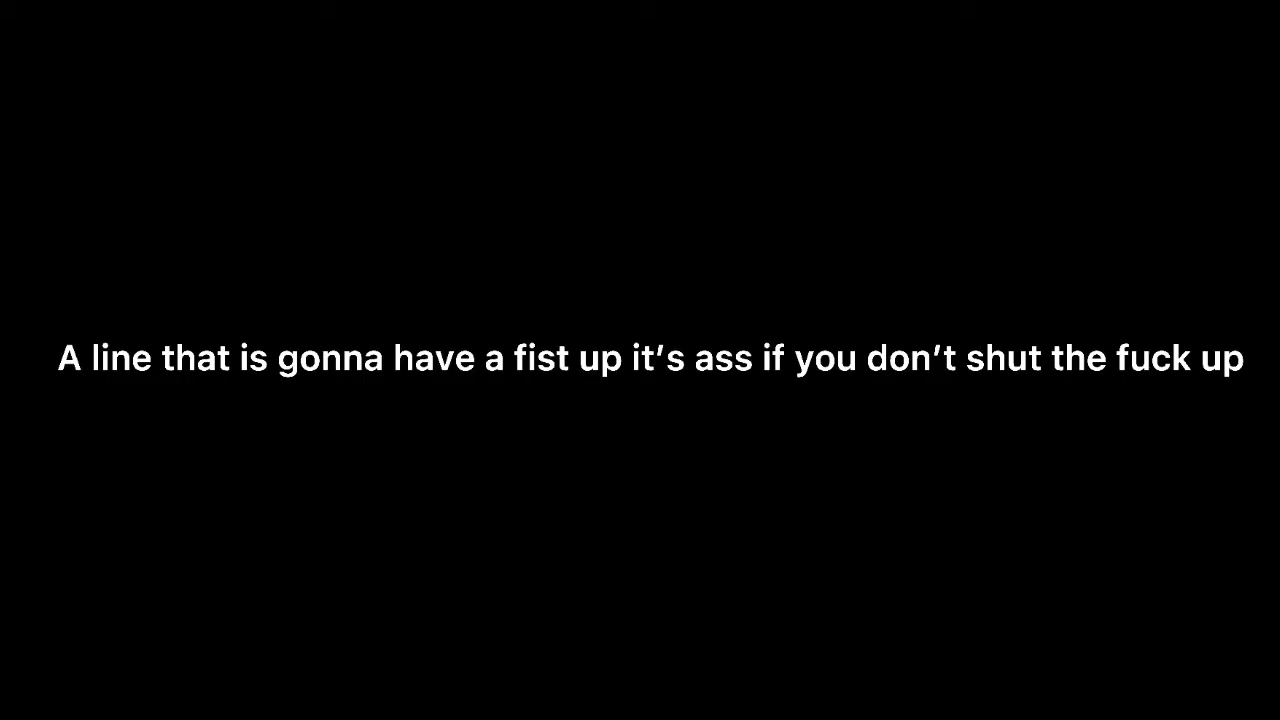 A line that is gonna have a fist up it’s ass if you don’t shut the fuck up